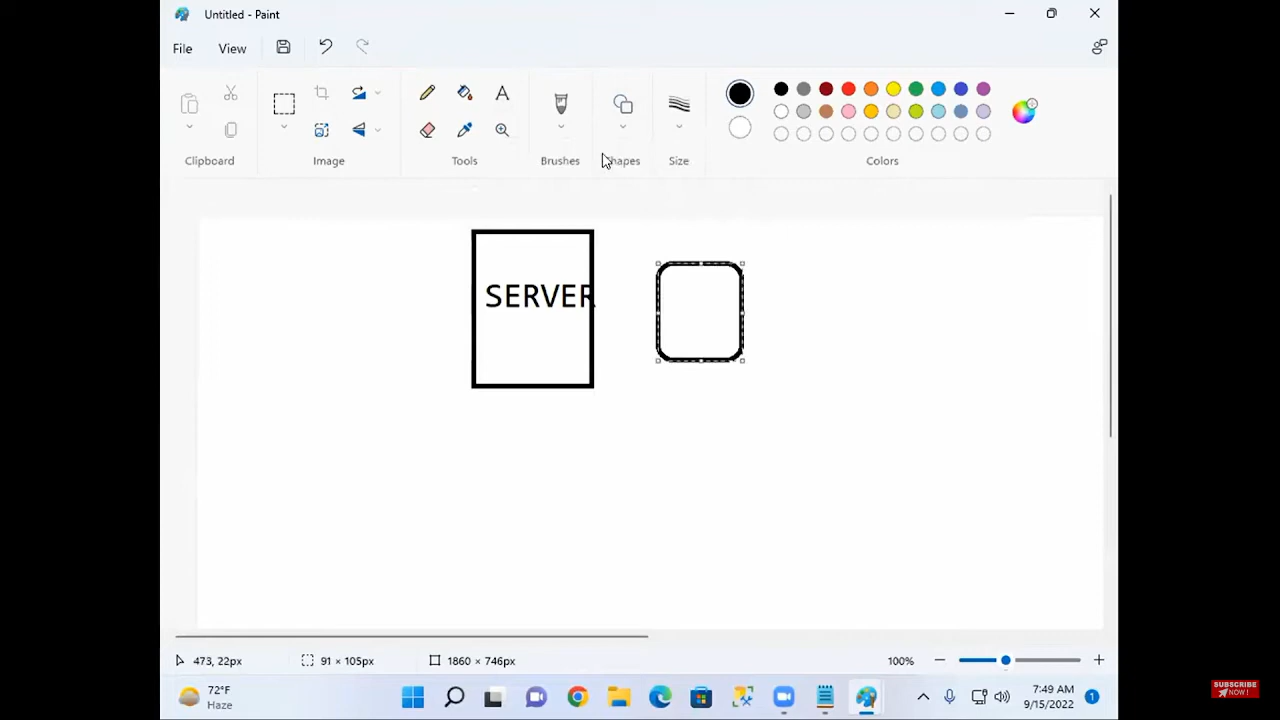 Untitled - Paint
File View
Clipboard
Image
Tools
Brushes
Shapes
Size
Colors
SERVER
473, 22px
91 × 105px
1860 × 746px
100%
72°F
Haze
7:49 AM
9/15/2022
1
SUBSCRIBE
NOW!